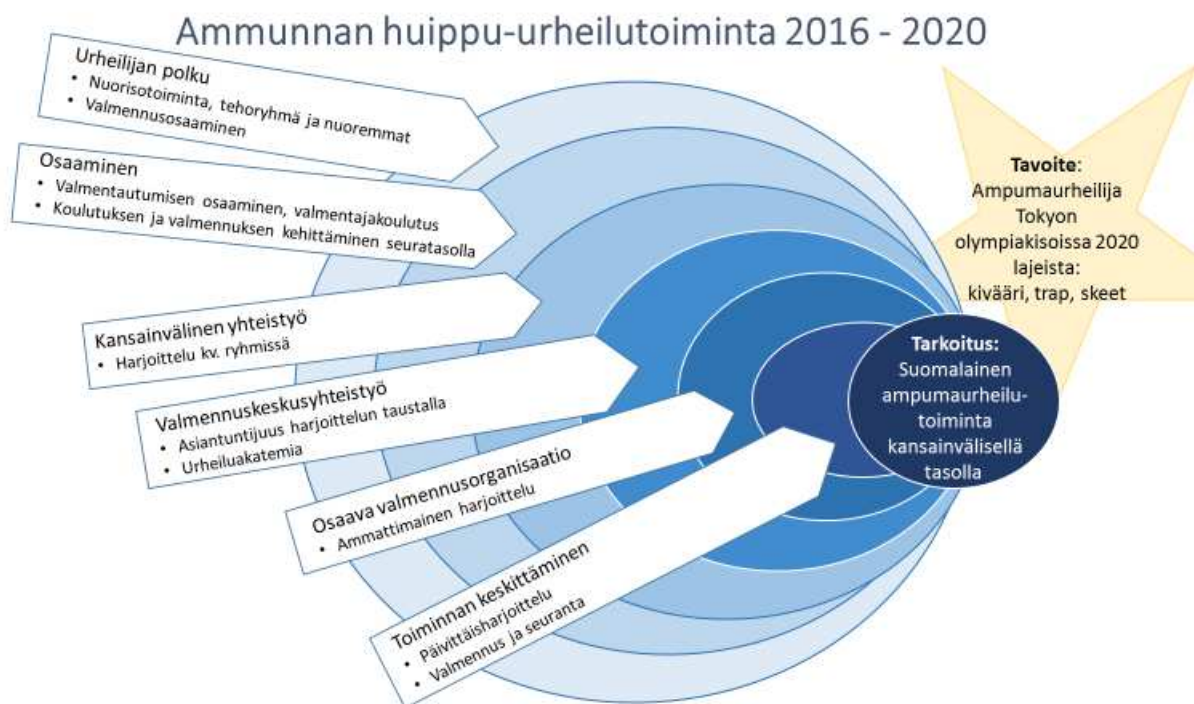 Ammunnan huippu-urheilutoiminta 2016 - 2020
Urheilijan polku
• Nuorisotoiminta, tehoryhmä ja nuoremmat
• Valmennusosaaminen
Osaaminen
• Valmentautumisen osaaminen, valmentajakoulutus
• Koulutuksen ja valmennuksen kehittäminen seuratasolla
Kansainvälinen yhteistyö
• Harjoittelu kv. ryhmissä
Valmennuskeskusyhteistyö
• Asiantuntijuus harjoittelun taustalla
• Urheiluakatemia
Osaava valmennusorganisaatio
• Ammattimainen harjoittelu
Toiminnan keskittäminen
• Päivittäisharjoittelu
• Valmennus ja seuranta
Tavoite:
Ampumaurheilija
Tokyon
olympiakisoissa 2020
lajeista:
kivääri, trap, skeet
Tarkoitus:
Suomalainen
ampumaurheilu-
toiminta
kansainvälisellä
tasolla